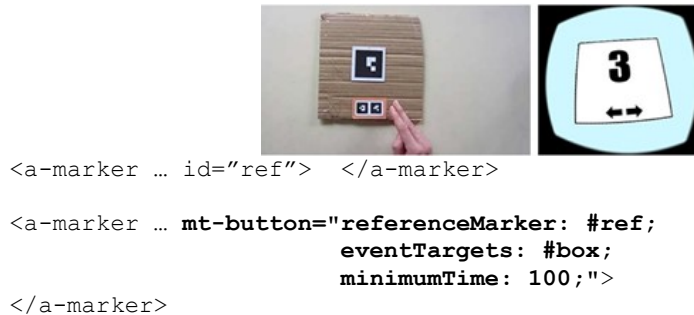 3
<a-marker … id=”ref”> </a-marker>
<a-marker … mt-button="referenceMarker: #ref;
eventTargets: #box;
minimumTime: 100;">
</a-marker>